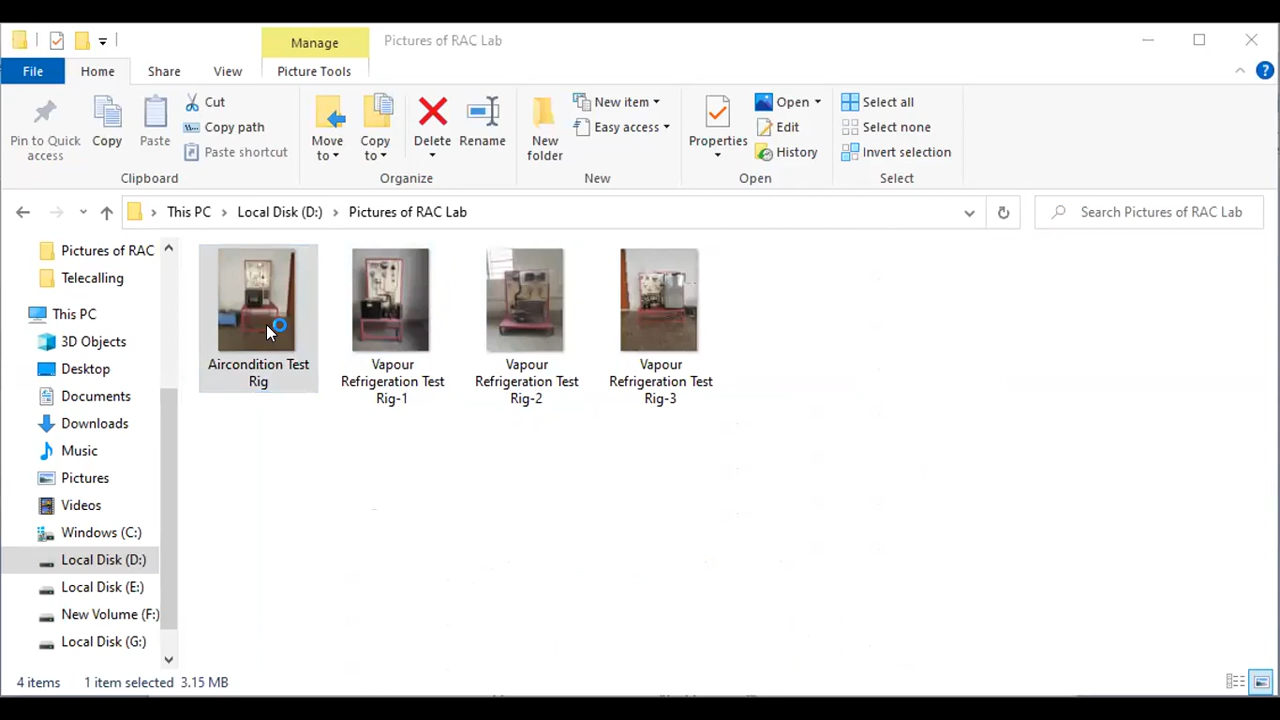 Manage
Pictures of RAC Lab
File
Home
Share
View
Picture Tools
Pin to Quick
access
Copy
Paste
Cut
Copy path
Paste shortcut
Clipboard
Move
to
Copy
to
Delete
Rename
Organize
New
folder
New item
Easy access
New
Properties
Open
Edit
History
Open
Select all
Select none
Invert selection
Select
This PC
Local Disk (D:)
Pictures of RAC Lab
Search Pictures of RAC Lab
Pictures of RAC
Telecalling
This PC
3D Objects
Desktop
Documents
Downloads
Music
Pictures
Videos
Windows (C:)
Local Disk (D:)
Local Disk (E:)
New Volume (F:)
Local Disk (G:)
Aircondition Test
Rig
Vapour
Refrigeration Test
Rig-1
Vapour
Refrigeration Test
Rig-2
Vapour
Refrigeration Test
Rig-3
4 items
1 item selected 3.15 MB